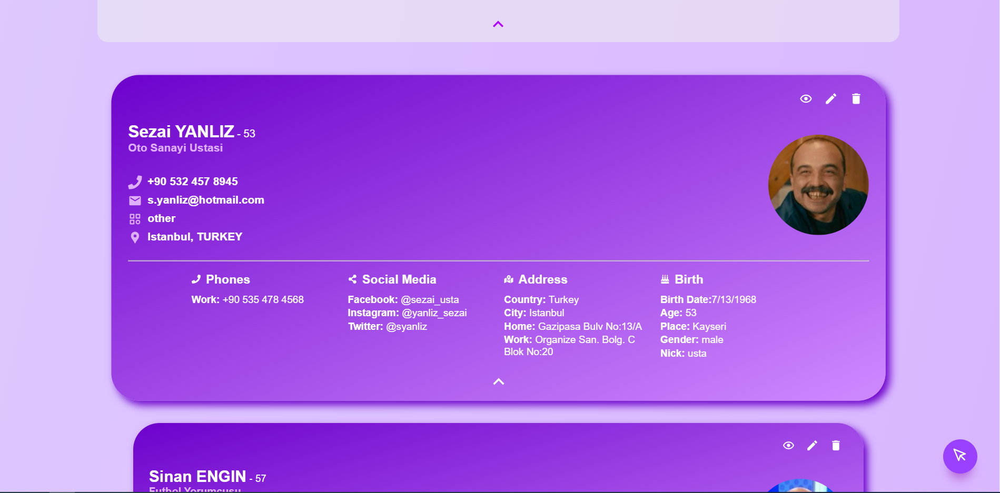 Sezai YANLIZ - 53
Oto Sanayi Ustasi
+90 532 457 8945
s.yanliz@hotmail.com
other
Istanbul, TURKEY
Phones
Work: +90 535 478 4568
Social Media
Facebook: @sezai_usta
Instagram: @yanliz_sezai
Twitter: @syanliz
Address
Country: Turkey
City: Istanbul
Home: Gazipasa Bulv No:13/A
Work: Organize San. Bolg. C
Blok No:20
Birth
Birth Date:7/13/1968
Age: 53
Place: Kayseri
Gender: male
Nick: usta
Sinan ENGIN - 57
Futbol Yorumcusu